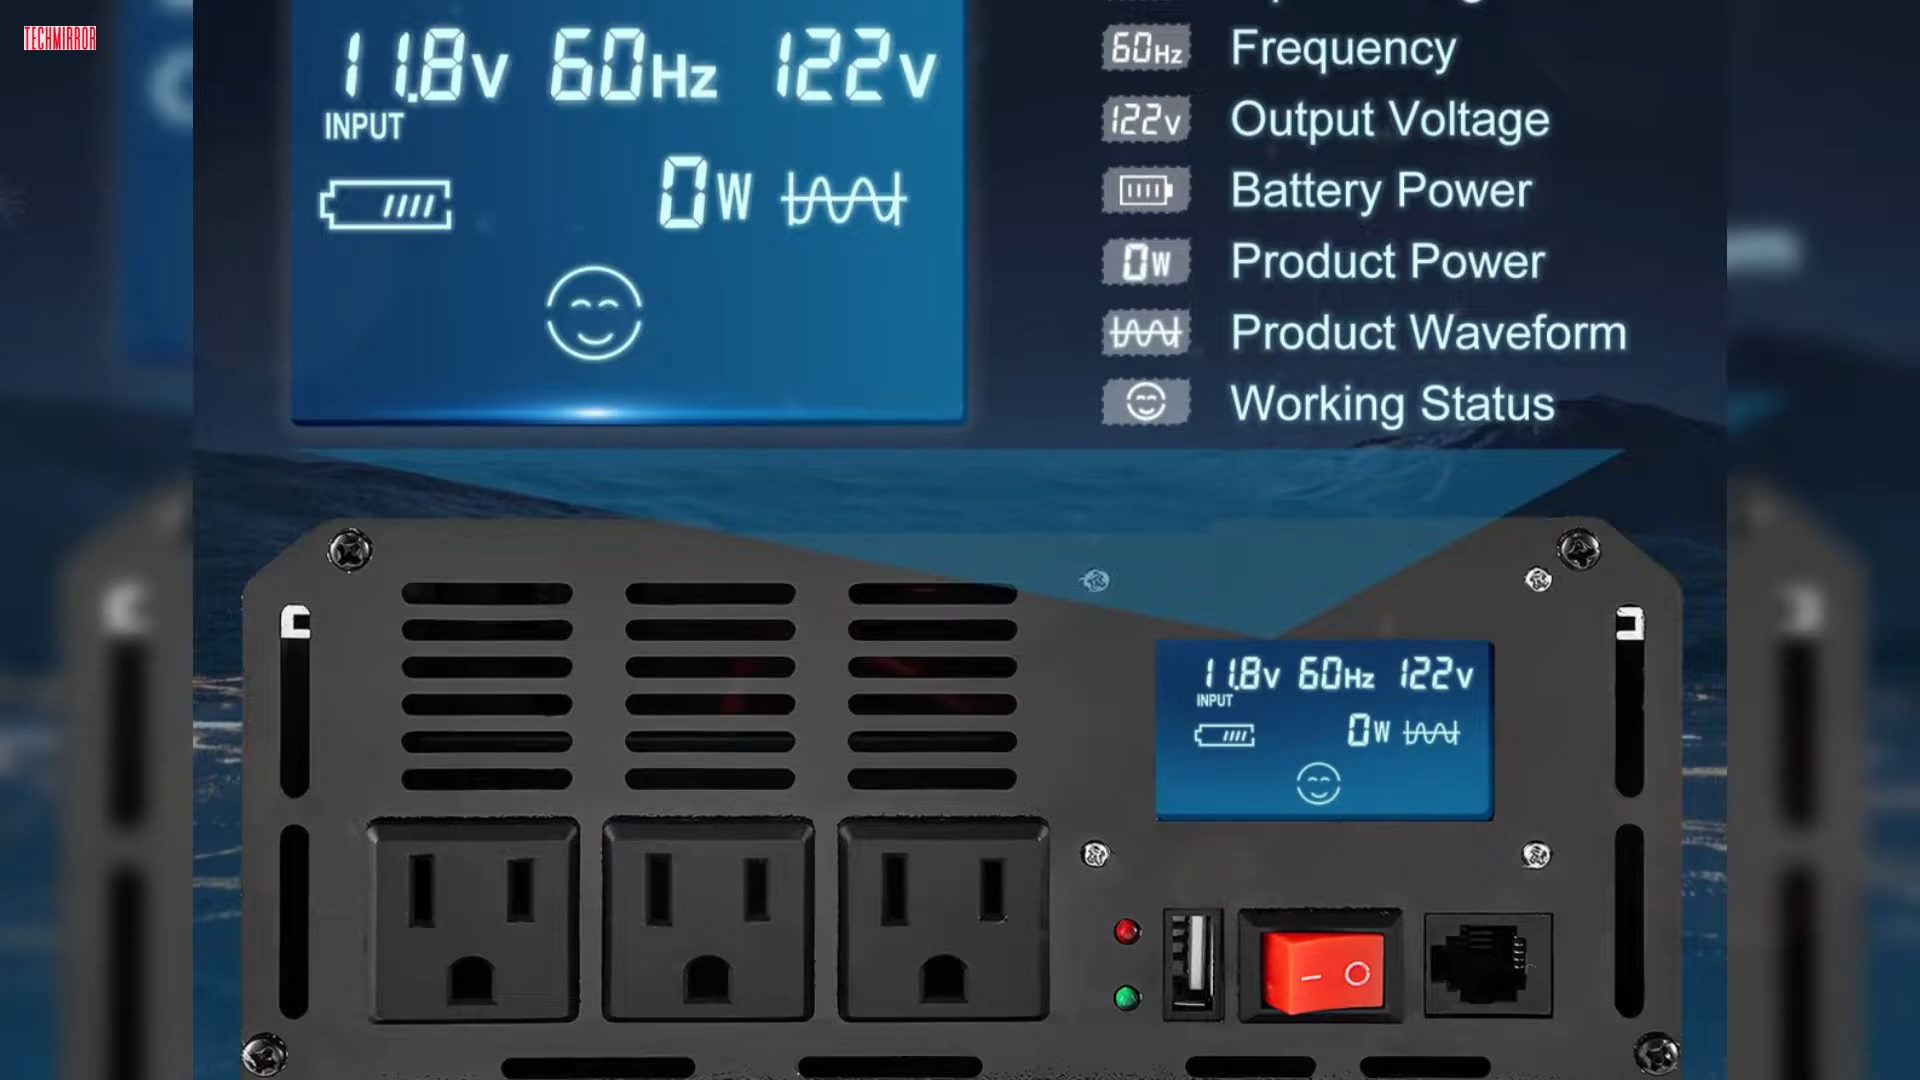 TECHMIRROR
11.8V 60Hz 122V
INPUT
0W
60Hz Frequency
122V Output Voltage
Battery Power
0W Product Power
Product Waveform
Working Status
11.8V 60Hz 122V
INPUT
0W